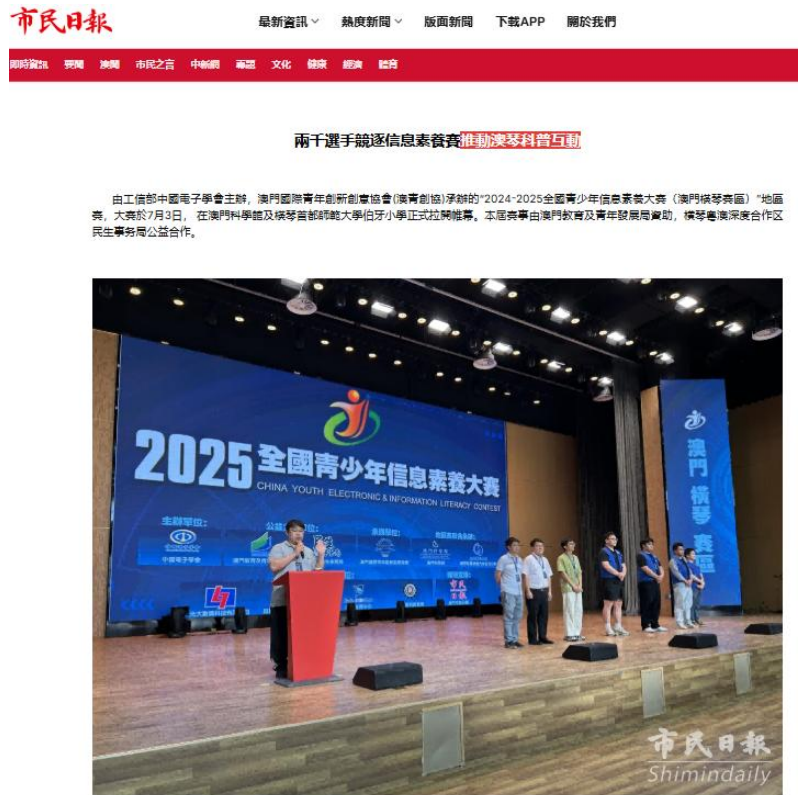 市民日報
最新資訊 熱度新聞 版面新聞 下載APP 關於我們
即時資訊 要聞 澳聞 市民之言 中新網 專題 文化 健康 經濟 體育
兩千選手競逐信息素養賽推動澳琴科普互動
由工信部中國電子學會主辦，澳門國際青年創新創意協會(澳青創協)承辦的“2024-2025全國青少年信息素養大賽（澳門橫琴賽區）”地區
賽，大賽於7月3日， 在澳門科學館及橫琴首都師範大學伯牙小學正式拉開帷幕。本屆賽事由澳門教育及青年發展局資助，橫琴粵澳深度合作區
民生事務局公益合作。
2025全國青少年信息素養大賽
CHINA YOUTH ELECTRONIC & INFORMATION LITERACY CONTEST
主辦單位：
中國電子學會
市民日報
澳門 橫琴 賽區
市民日報
Shimindaily